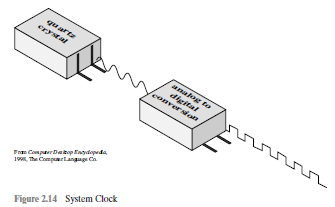 quartz
crystal
analog to
digital
conversion
From Computer Desktop Encyclopedia,
1998, The Computer Language Co.
Figure 2.14 System Clock